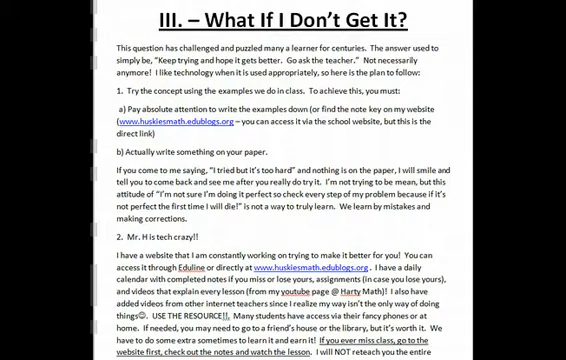 III. – What If I Don't Get It?
This question has challenged and puzzled many a learner for centuries. The answer used to
simply be, "Keep trying and hope it gets better. Go ask the teacher." Not necessarily
anymore! I like technology when it is used appropriately, so here is the plan to follow:
1. Try the concept using the examples we do in class. To achieve this, you must:
a) Pay absolute attention to write the examples down (or find the note key on my website
(www.huskiesmath.edublogs.org – you can access it via the school website, but this is the
direct link)
b) Actually write something on your paper.
If you come to me saying, "I tried but it's too hard" and nothing is on the paper, I will smile and
tell you to come back and see me after you really do try it. I'm not trying to be mean, but this
attitude of "I'm not sure I'm doing it perfect so check every step of my problem because if it's
not perfect the first time I will die!" is not a way to truly learn. We learn by mistakes and
making corrections.
2. Mr. H is tech crazy!!
I have a website that I am constantly working on trying to make it better for you! You can
access it through Eduline or directly at www.huskiesmath.edublogs.org . I have a daily
calendar with completed notes if you miss or lose yours, assignments (in case you lose yours),
and videos that explain every lesson (from my youtube page @ Harty Math)! I also have
added videos from other internet teachers since I realize my way isn't the only way of doing
things☺. USE THE RESOURCE!!. Many students have access via their fancy phones or at
home. If needed, you may need to go to a friend's house or the library, but it's worth it. We
have to do some extra sometimes to learn it and earn it! If you ever miss class, go to the
website first, check out the notes and watch the lesson. I will NOT reteach you the entire